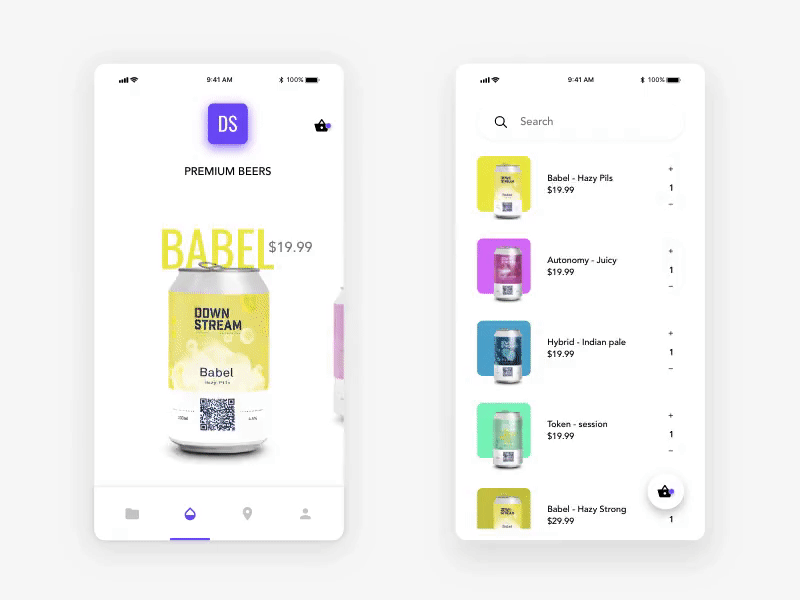 9:41 AM
100%
DS
PREMIUM BEERS
BABEL
$19.99
DOWN
STREAM
Babel
Hazy Pils
9:41 AM
100%
Search
Babel - Hazy Pils
$19.99
+
1
−
Autonomy - Juicy
$19.99
+
1
−
Hybrid - Indian pale
$19.99
+
1
−
Token - session
$19.99
+
1
−
Babel - Hazy Strong
$29.99
1